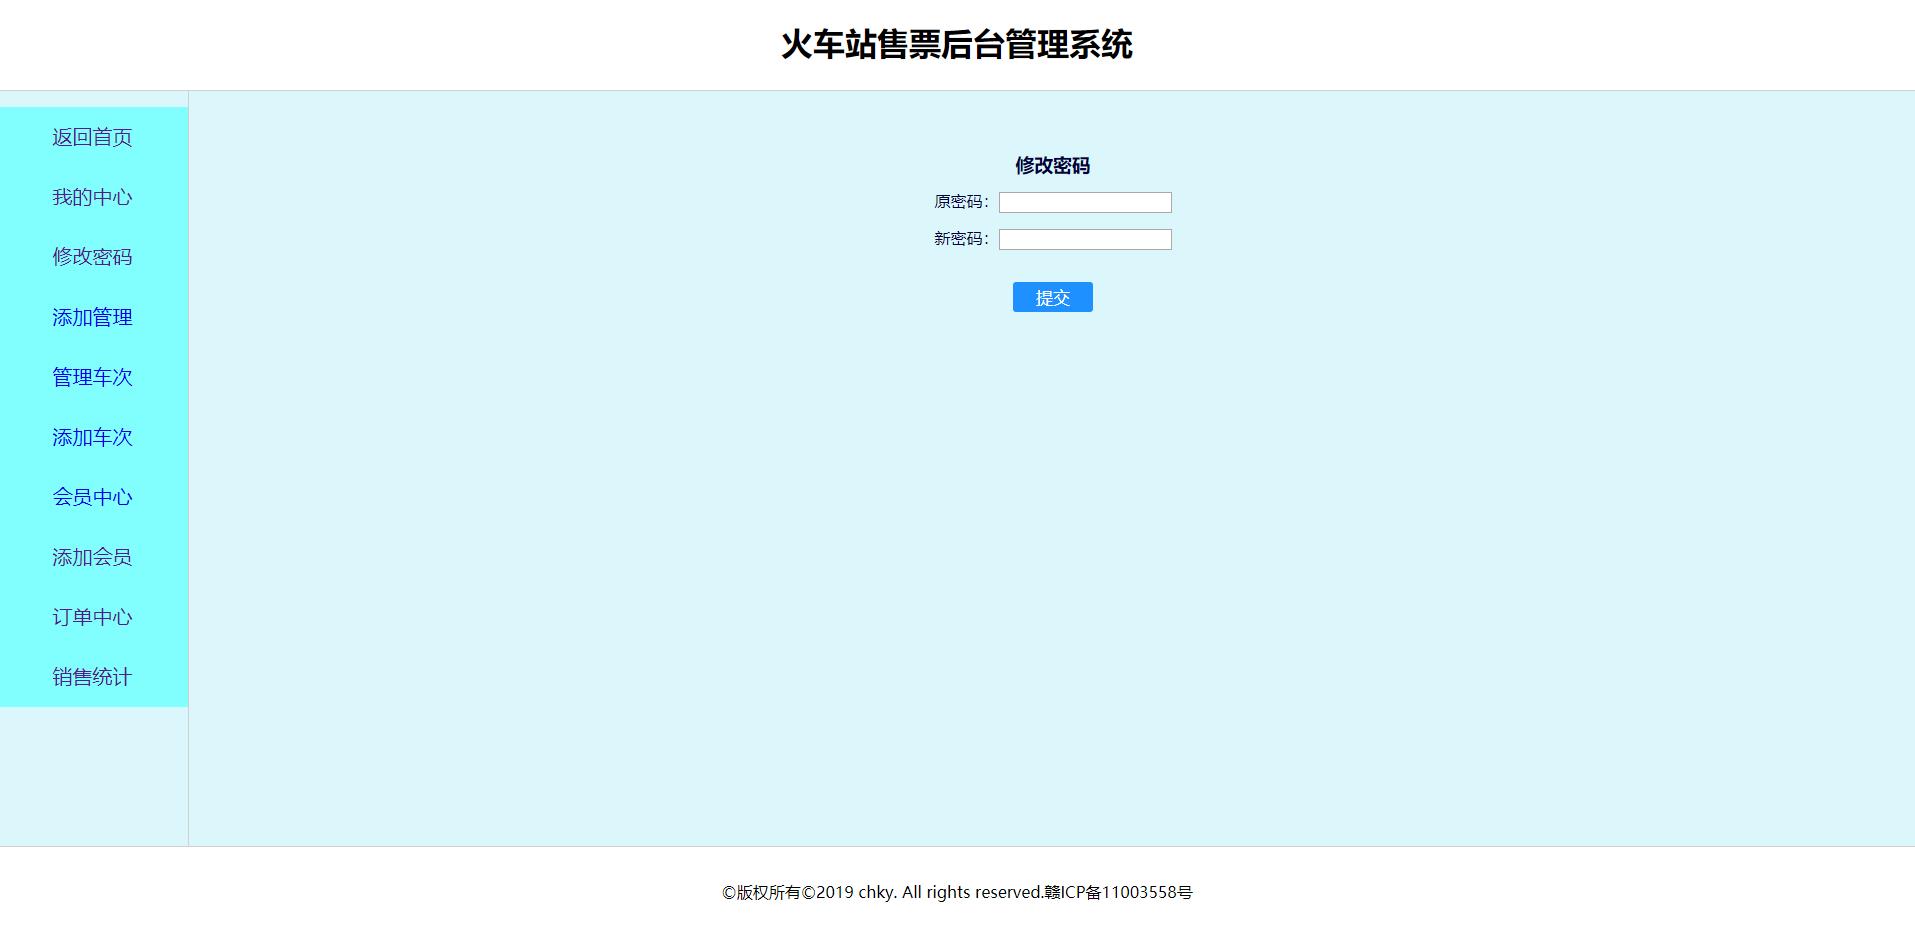 火车站售票后台管理系统
返回首页
我的中心
修改密码
添加管理
管理车次
添加车次
会员中心
添加会员
订单中心
销售统计
修改密码
原密码：
新密码：
提交
©版权所有©2019 chky. All rights reserved.赣ICP备11003558号